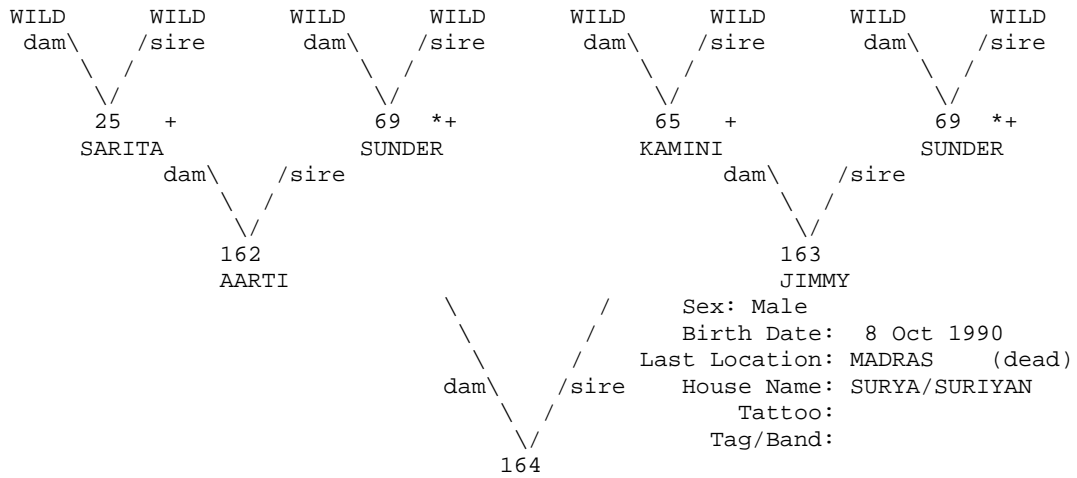 WILD WILD WILD WILD WILD WILD WILD WILD
dam\ /sire dam\ /sire dam\ /sire dam\ /sire
\ / \ / \ / \ /
\/ \/ \/ \/
25 + 69 *+ 65 + 69 *+
SARITA SUNDER KAMINI SUNDER
dam\ /sire dam\ /sire
\ / \ /
\/ \/
162 163
AARTI JIMMY
\ / Sex: Male
\ / Birth Date: 8 Oct 1990
\ / Last Location: MADRAS (dead)
dam\ /sire House Name: SURYA/SURIYAN
\ / Tattoo:
\/ Tag/Band:
164